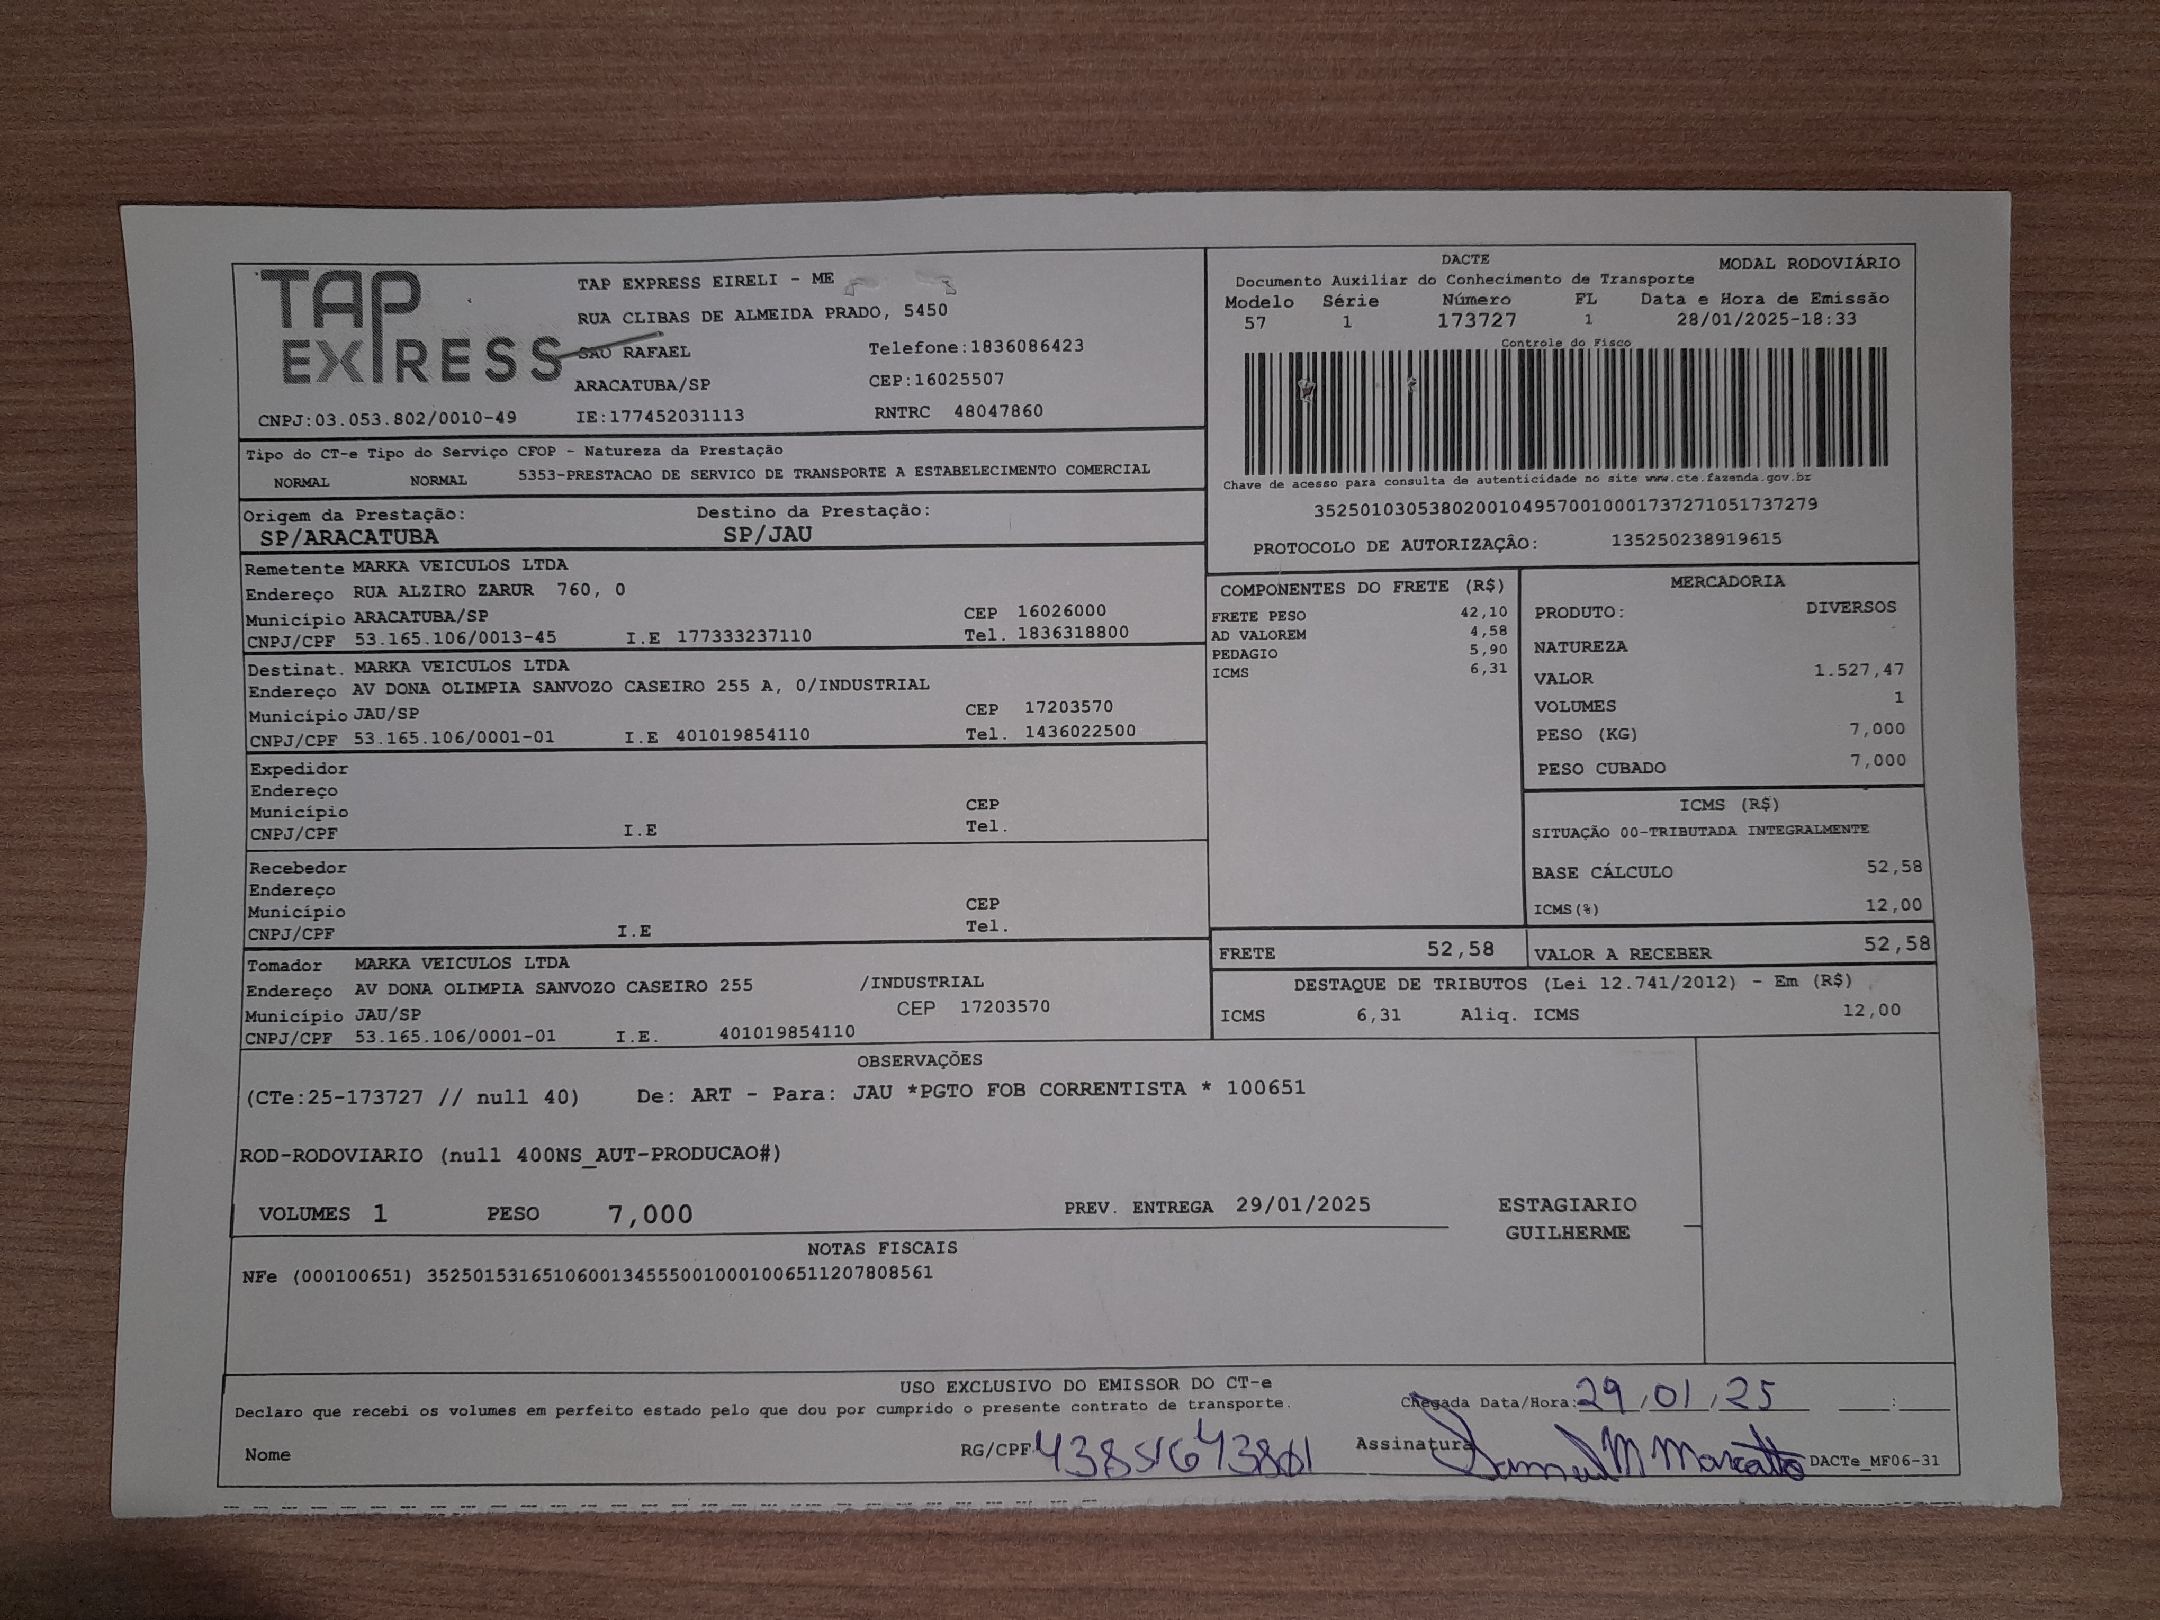 TAP EXPRESS
TAP EXPRESS EIRELI - ME
RUA CLIBAS DE ALMEIDA PRADO, 5450
SAO RAFAEL Telefone:1836086423
ARACATUBA/SP CEP:16025507
CNPJ:03.053.802/0010-49 IE:177452031113 RNTRC 48047860
DACTE MODAL RODOVIÁRIO
Documento Auxiliar do Conhecimento de Transporte
Modelo Série Número FL Data e Hora de Emissão
57 1 173727 1 28/01/2025-18:33
Controle do Fisco
Chave de acesso para consulta de autenticidade no site www.cte.fazenda.gov.br
35250103053802001049570010001737271051737279
PROTOCOLO DE AUTORIZAÇÃO: 135250238919615
Tipo do CT-e Tipo do Serviço CFOP - Natureza da Prestação
NORMAL NORMAL 5353-PRESTACAO DE SERVICO DE TRANSPORTE A ESTABELECIMENTO COMERCIAL
Origem da Prestação: Destino da Prestação:
SP/ARACATUBA SP/JAU
Remetente MARKA VEICULOS LTDA
Endereço RUA ALZIRO ZARUR 760, 0
Município ARACATUBA/SP CEP 16026000
CNPJ/CPF 53.165.106/0013-45 I.E 177333237110 Tel. 1836318800
Destinat. MARKA VEICULOS LTDA
Endereço AV DONA OLIMPIA SANVOZO CASEIRO 255 A, 0/INDUSTRIAL
Município JAU/SP CEP 17203570
CNPJ/CPF 53.165.106/0001-01 I.E 401019854110 Tel. 1436022500
Expedidor
Endereço
Município CEP
CNPJ/CPF I.E Tel.
Recebedor
Endereço
Município CEP
CNPJ/CPF I.E Tel.
Tomador MARKA VEICULOS LTDA
Endereço AV DONA OLIMPIA SANVOZO CASEIRO 255 /INDUSTRIAL
Município JAU/SP CEP 17203570
CNPJ/CPF 53.165.106/0001-01 I.E. 401019854110
COMPONENTES DO FRETE (R$)
FRETE PESO 42,10
AD VALOREM 4,58
PEDAGIO 5,90
ICMS 6,31
MERCADORIA
PRODUTO: DIVERSOS
NATUREZA
VALOR 1.527,47
VOLUMES 1
PESO (KG) 7,000
PESO CUBADO 7,000
ICMS (R$)
SITUAÇÃO 00-TRIBUTADA INTEGRALMENTE
BASE CÁLCULO 52,58
ICMS(%) 12,00
FRETE 52,58 VALOR A RECEBER 52,58
DESTAQUE DE TRIBUTOS (Lei 12.741/2012) - Em (R$)
ICMS 6,31 Aliq. ICMS 12,00
OBSERVAÇÕES
(CTe:25-173727 // null 40) De: ART - Para: JAU *PGTO FOB CORRENTISTA * 100651
ROD-RODOVIARIO (null 400NS_AUT-PRODUCAO#)
VOLUMES 1 PESO 7,000 PREV. ENTREGA 29/01/2025 ESTAGIARIO
GUILHERME
NOTAS FISCAIS
NFe (000100651) 35250153165106001345550010001006511207808561
USO EXCLUSIVO DO EMISSOR DO CT-e
Declaro que recebi os volumes em perfeito estado pelo que dou por cumprido o presente contrato de transporte. Chegada Data/Hora: 29/01/25 :
Nome RG/CPF Assinatura DACTe_MF06-31